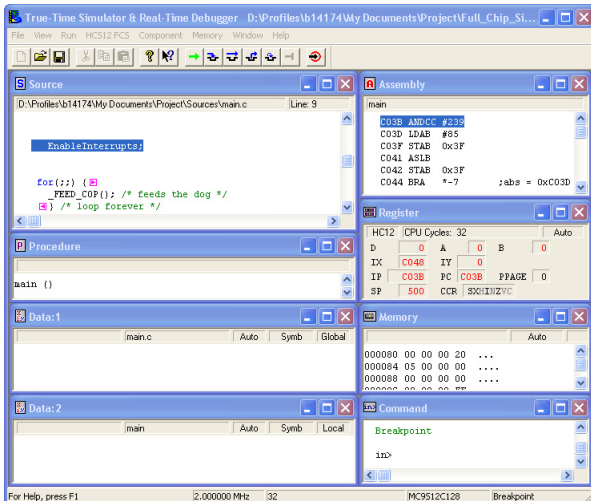 True-Time Simulator & Real-Time Debugger D:\Profiles\b14174\My Documents\Project\Full_Chip_Si...
File View Run HCS12 FCS Component Memory Window Help
Source
D:\Profiles\b14174\My Documents\Project\Sources\main.c Line: 9
EnableInterrupts;
for(;;) {
_FEED_COP(); /* feeds the dog */
} /* loop forever */
Procedure
main ()
Data:1
main.c Auto Symb Global
Data:2
main Auto Symb Local
Assembly
main
C03B ANDCC #239
C03D LDAB #85
C03F STAB 0x3F
C041 ASLB
C042 STAB 0x3F
C044 BRA *-7 ;abs = 0xC03D
Register
HC12 CPU Cycles: 32 Auto
D 0 A 0 B 0
IX C048 IY 0
IP C03B PC C03B PPAGE 0
SP 500 CCR SXHINZVC
Memory
Auto
000080 00 00 00 20 ...
000084 05 00 00 00 ....
000088 00 00 00 00 ....
Command
Breakpoint
in>
For Help, press F1 2.000000 MHz 32 MC9S12C128 Breakpoint